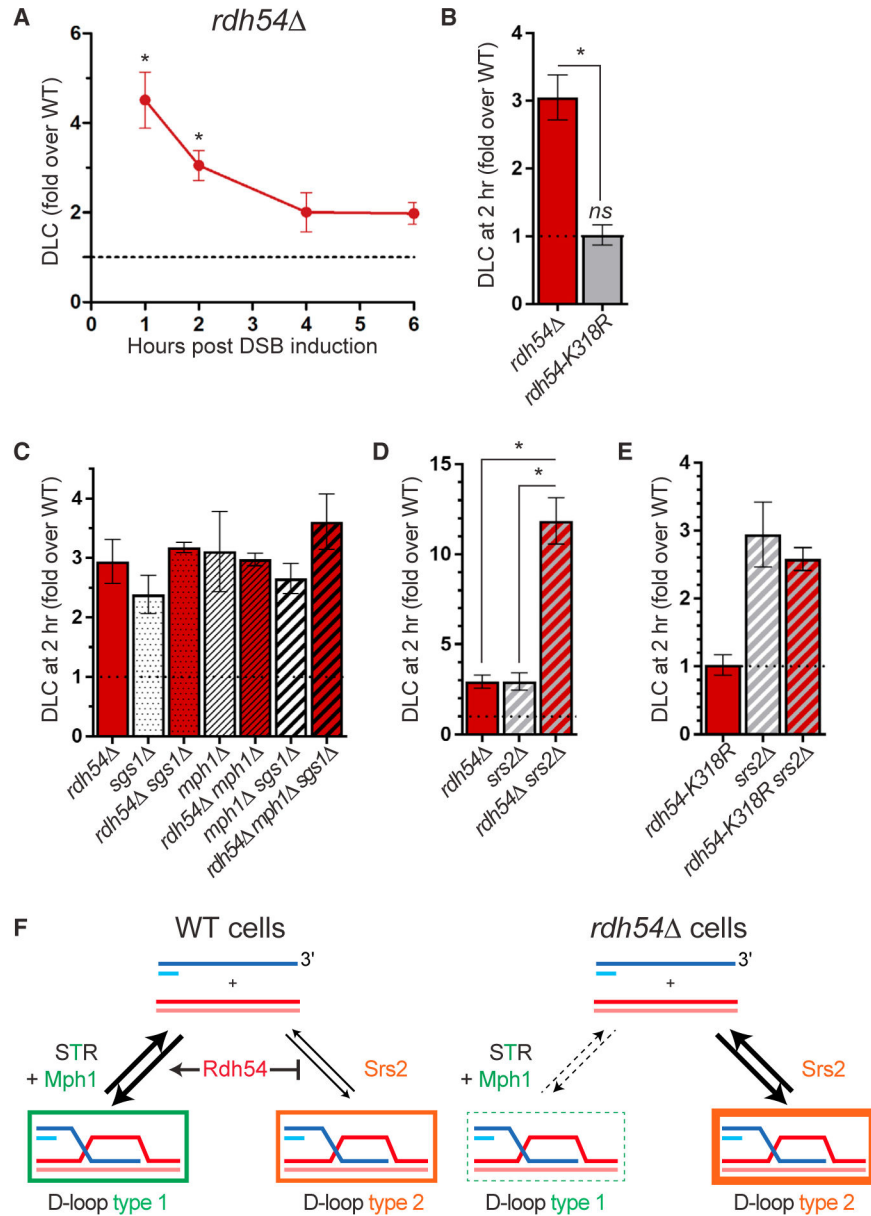 A
rdh54Δ
DLC (fold over WT)
6
4
2
0
*
*
0
1
2
4
6
Hours post DSB induction
B
DLC at 2 hr (fold over WT)
4
3
2
1
0
*
ns
rdh54Δ
rdh54-K318R
C
DLC at 2 hr (fold over WT)
4
3
2
1
0
rdh54Δ
sgs1Δ
rdh54Δ sgs1Δ
mph1Δ
rdh54Δ mph1Δ
mph1Δ sgs1Δ
rdh54Δ mph1Δ sgs1Δ
D
DLC at 2 hr (fold over WT)
15
10
5
0
*
*
rdh54Δ
srs2Δ
rdh54Δ srs2Δ
E
DLC at 2 hr (fold over WT)
4
3
2
1
0
rdh54-K318R
srs2Δ
rdh54-K318R srs2Δ
F
WT cells
3'
+
STR
+ Mph1
Rdh54
Srs2
D-loop type 1
D-loop type 2
rdh54Δ cells
3'
+
STR
+ Mph1
Srs2
D-loop type 1
D-loop type 2